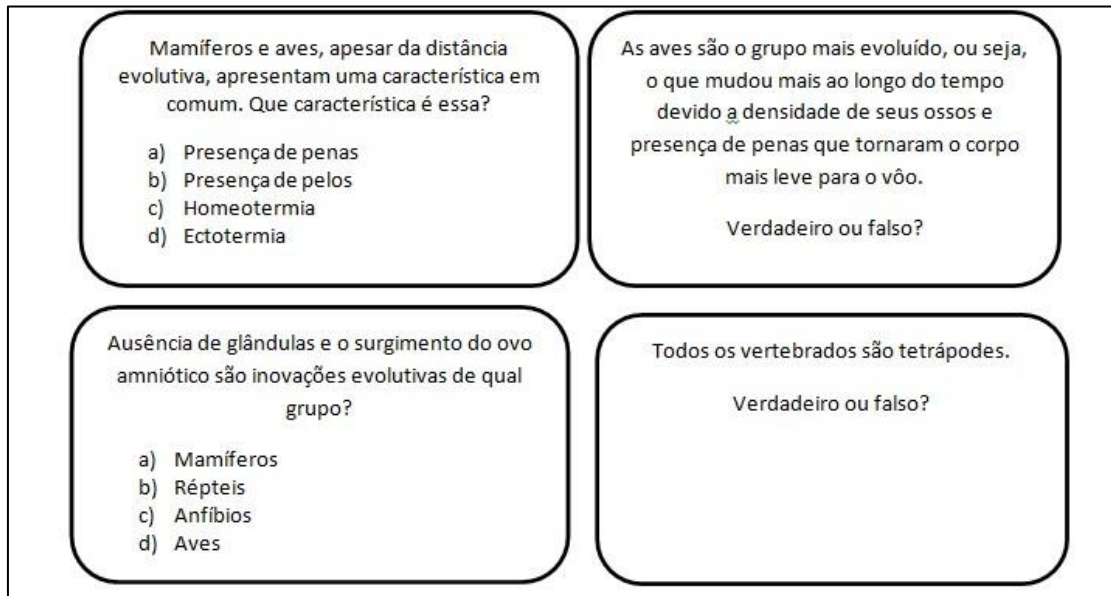 Mamíferos e aves, apesar da distância
evolutiva, apresentam uma característica em
comum. Que característica é essa?
a) Presença de penas
b) Presença de pelos
c) Homeotermia
d) Ectotermia
As aves são o grupo mais evoluído, ou seja,
o que mudou mais ao longo do tempo
devido a densidade de seus ossos e
presença de penas que tornaram o corpo
mais leve para o vôo.
Verdadeiro ou falso?
Ausência de glândulas e o surgimento do ovo
amniótico são inovações evolutivas de qual
grupo?
a) Mamíferos
b) Répteis
c) Anfíbios
d) Aves
Todos os vertebrados são tetrápodes.
Verdadeiro ou falso?